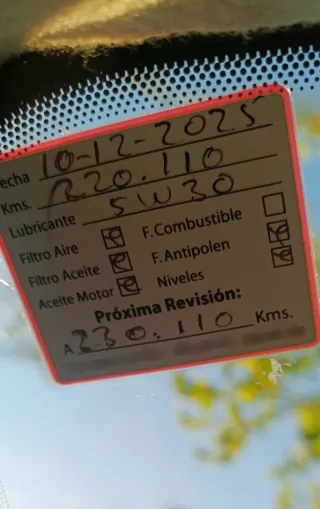 echa 10-12-2025
Kms. 220.110
Lubricante 5W30
Filtro Aire F.Combustible
Filtro Aceite F.Antipolen
Aceite Motor Niveles
Próxima Revisión:
A 230.110 Kms.